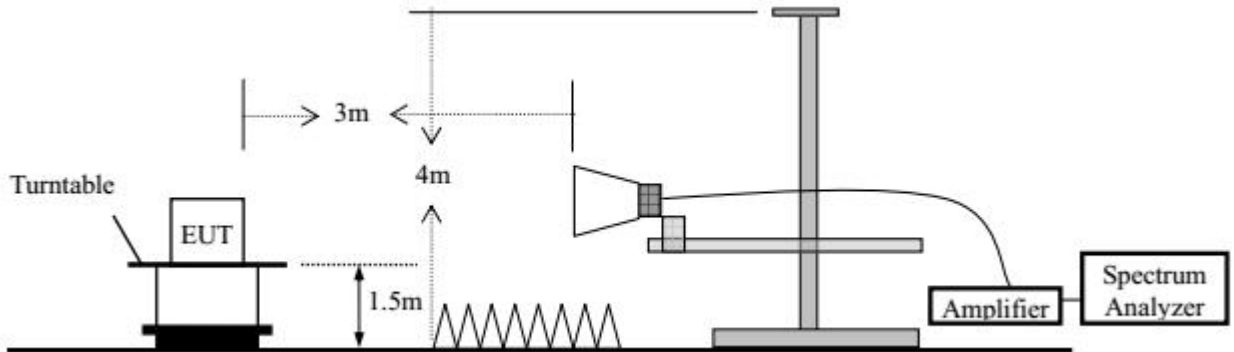 3m
4m
Turntable
EUT
1.5m
Amplifier
Spectrum
Analyzer